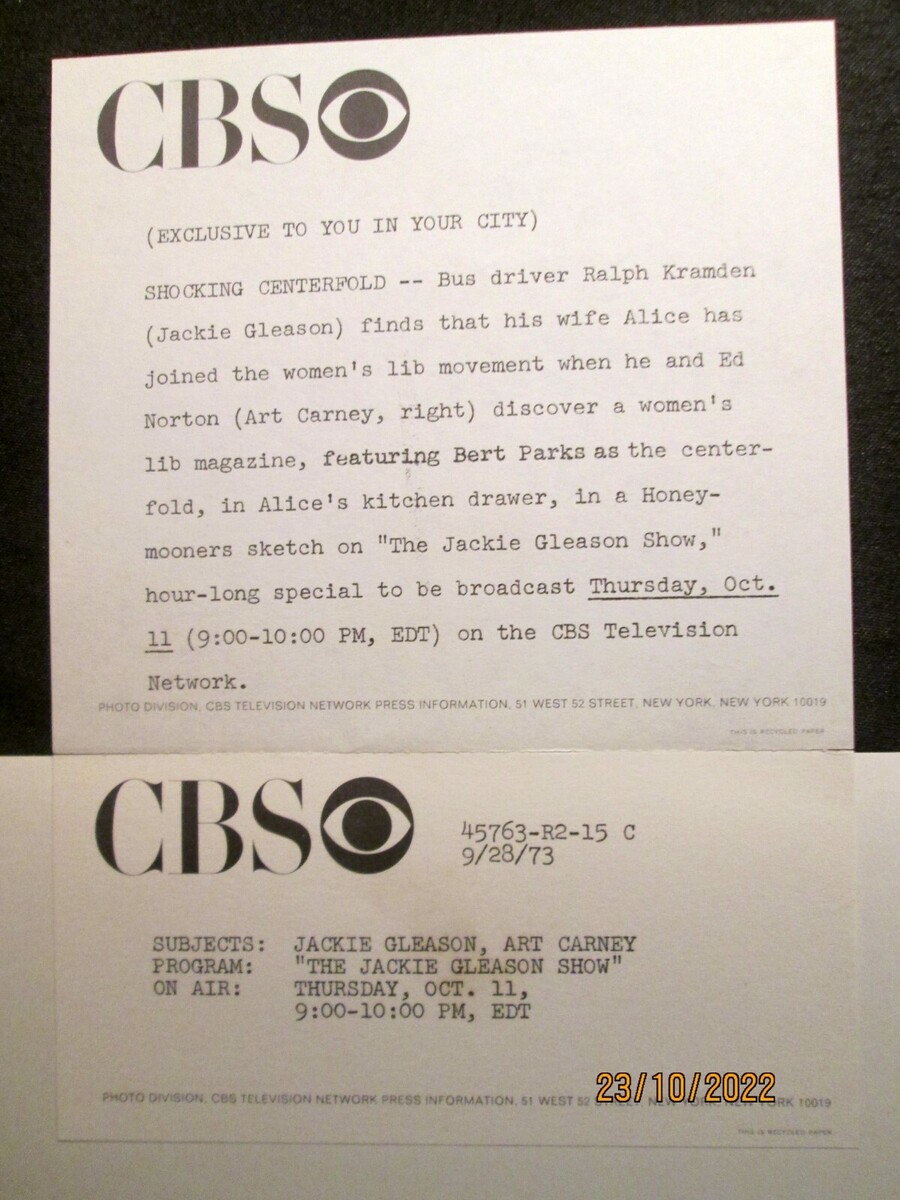 CBS
(EXCLUSIVE TO YOU IN YOUR CITY)
SHOCKING CENTERFOLD -- Bus driver Ralph Kramden
(Jackie Gleason) finds that his wife Alice has
joined the women's lib movement when he and Ed
Norton (Art Carney, right) discover a women's
lib magazine, featuring Bert Parks as the center-
fold, in Alice's kitchen drawer, in a Honey-
mooners sketch on "The Jackie Gleason Show,"
hour-long special to be broadcast Thursday, Oct.
11 (9:00-10:00 PM, EDT) on the CBS Television
Network.
PHOTO DIVISION, CBS TELEVISION NETWORK PRESS INFORMATION, 51 WEST 52 STREET, NEW YORK, NEW YORK 10019
THIS IS RECYCLED PAPER
CBS
45763-R2-15 C
9/28/73
SUBJECTS: JACKIE GLEASON, ART CARNEY
PROGRAM: "THE JACKIE GLEASON SHOW"
ON AIR: THURSDAY, OCT. 11,
9:00-10:00 PM, EDT
23/10/2022
PHOTO DIVISION, CBS TELEVISION NETWORK PRESS INFORMATION, 51 WEST 52 STREET, NEW YORK, NEW YORK 10019
THIS IS RECYCLED PAPER